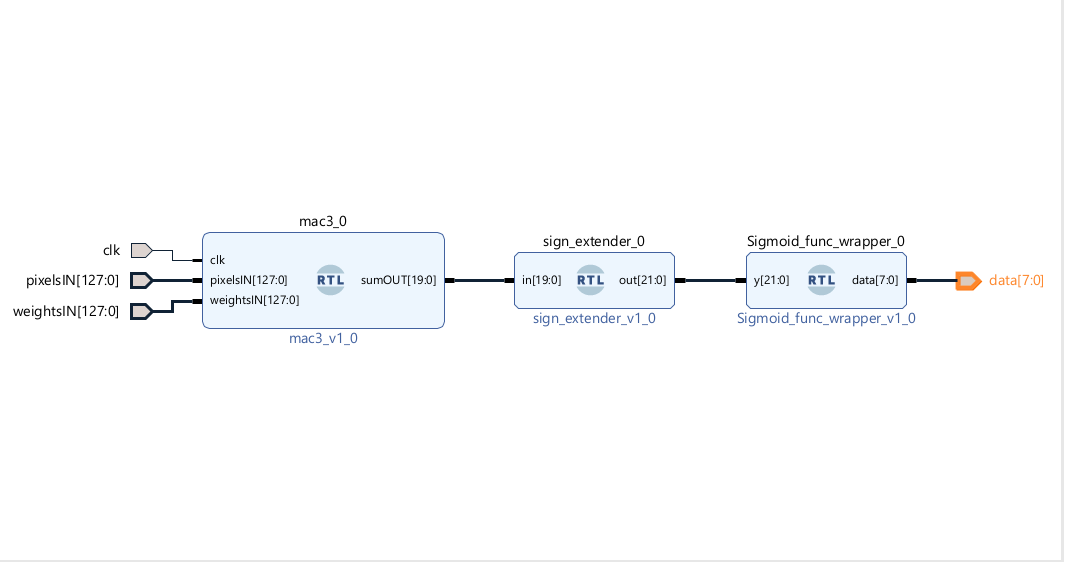 mac3_0
clk
pixelsIN[127:0]
weightsIN[127:0]
clk
pixelsIN[127:0]
weightsIN[127:0]
RTL
sumOUT[19:0]
mac3_v1_0
sign_extender_0
in[19:0]
RTL
out[21:0]
sign_extender_v1_0
Sigmoid_func_wrapper_0
y[21:0]
RTL
data[7:0]
Sigmoid_func_wrapper_v1_0
data[7:0]